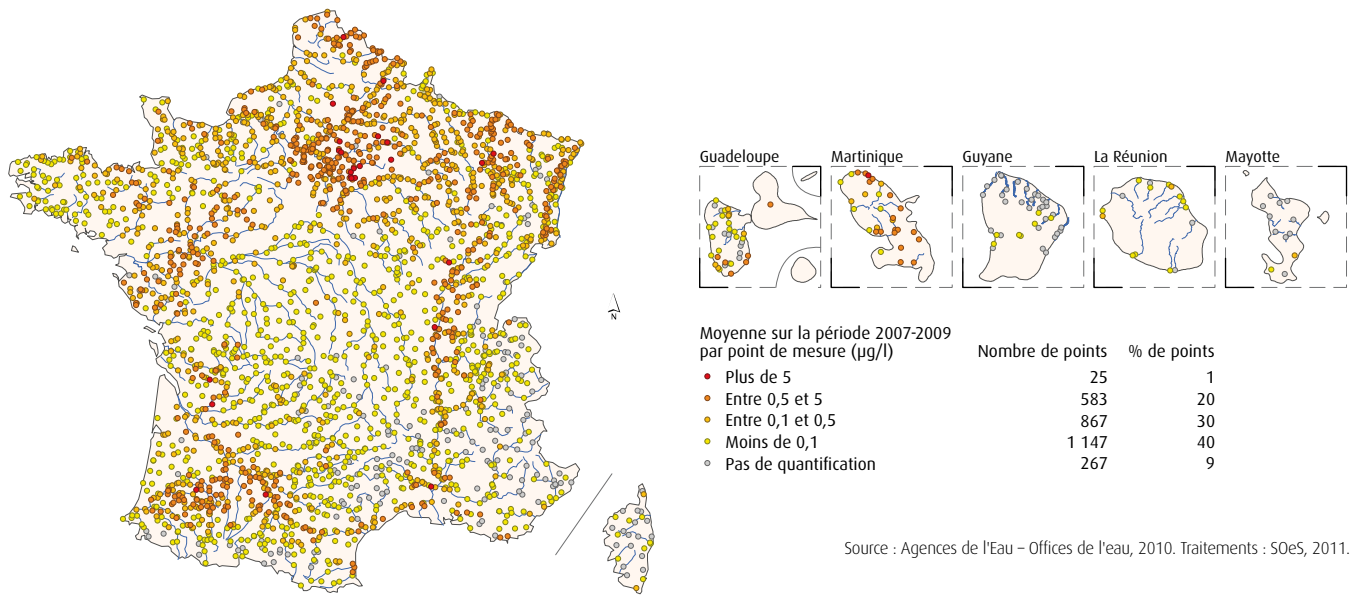 Guadeloupe Martinique Guyane La Réunion Mayotte
N
Moyenne sur la période 2007-2009
par point de mesure (µg/l) Nombre de points % de points
Plus de 5 25 1
Entre 0,5 et 5 583 20
Entre 0,1 et 0,5 867 30
Moins de 0,1 1 147 40
Pas de quantification 267 9
Source : Agences de l'Eau – Offices de l'eau, 2010. Traitements : SOeS, 2011.